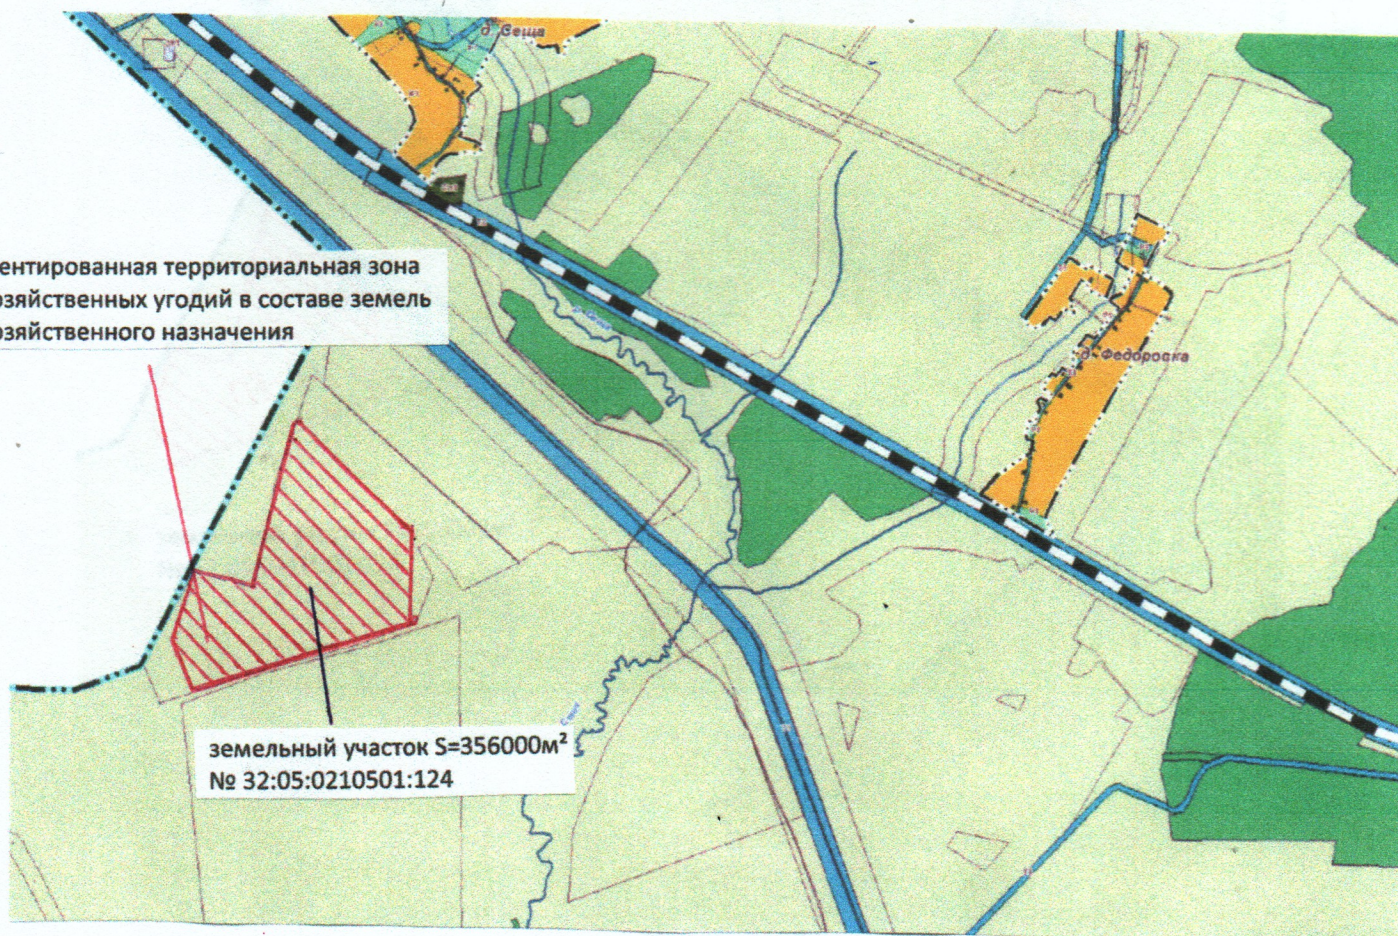 д. Сеща
ентированная территориальная зона
озяйственных угодий в составе земель
озяйственного назначения
д. Федоровка
земельный участок S=356000м²
№ 32:05:0210501:124